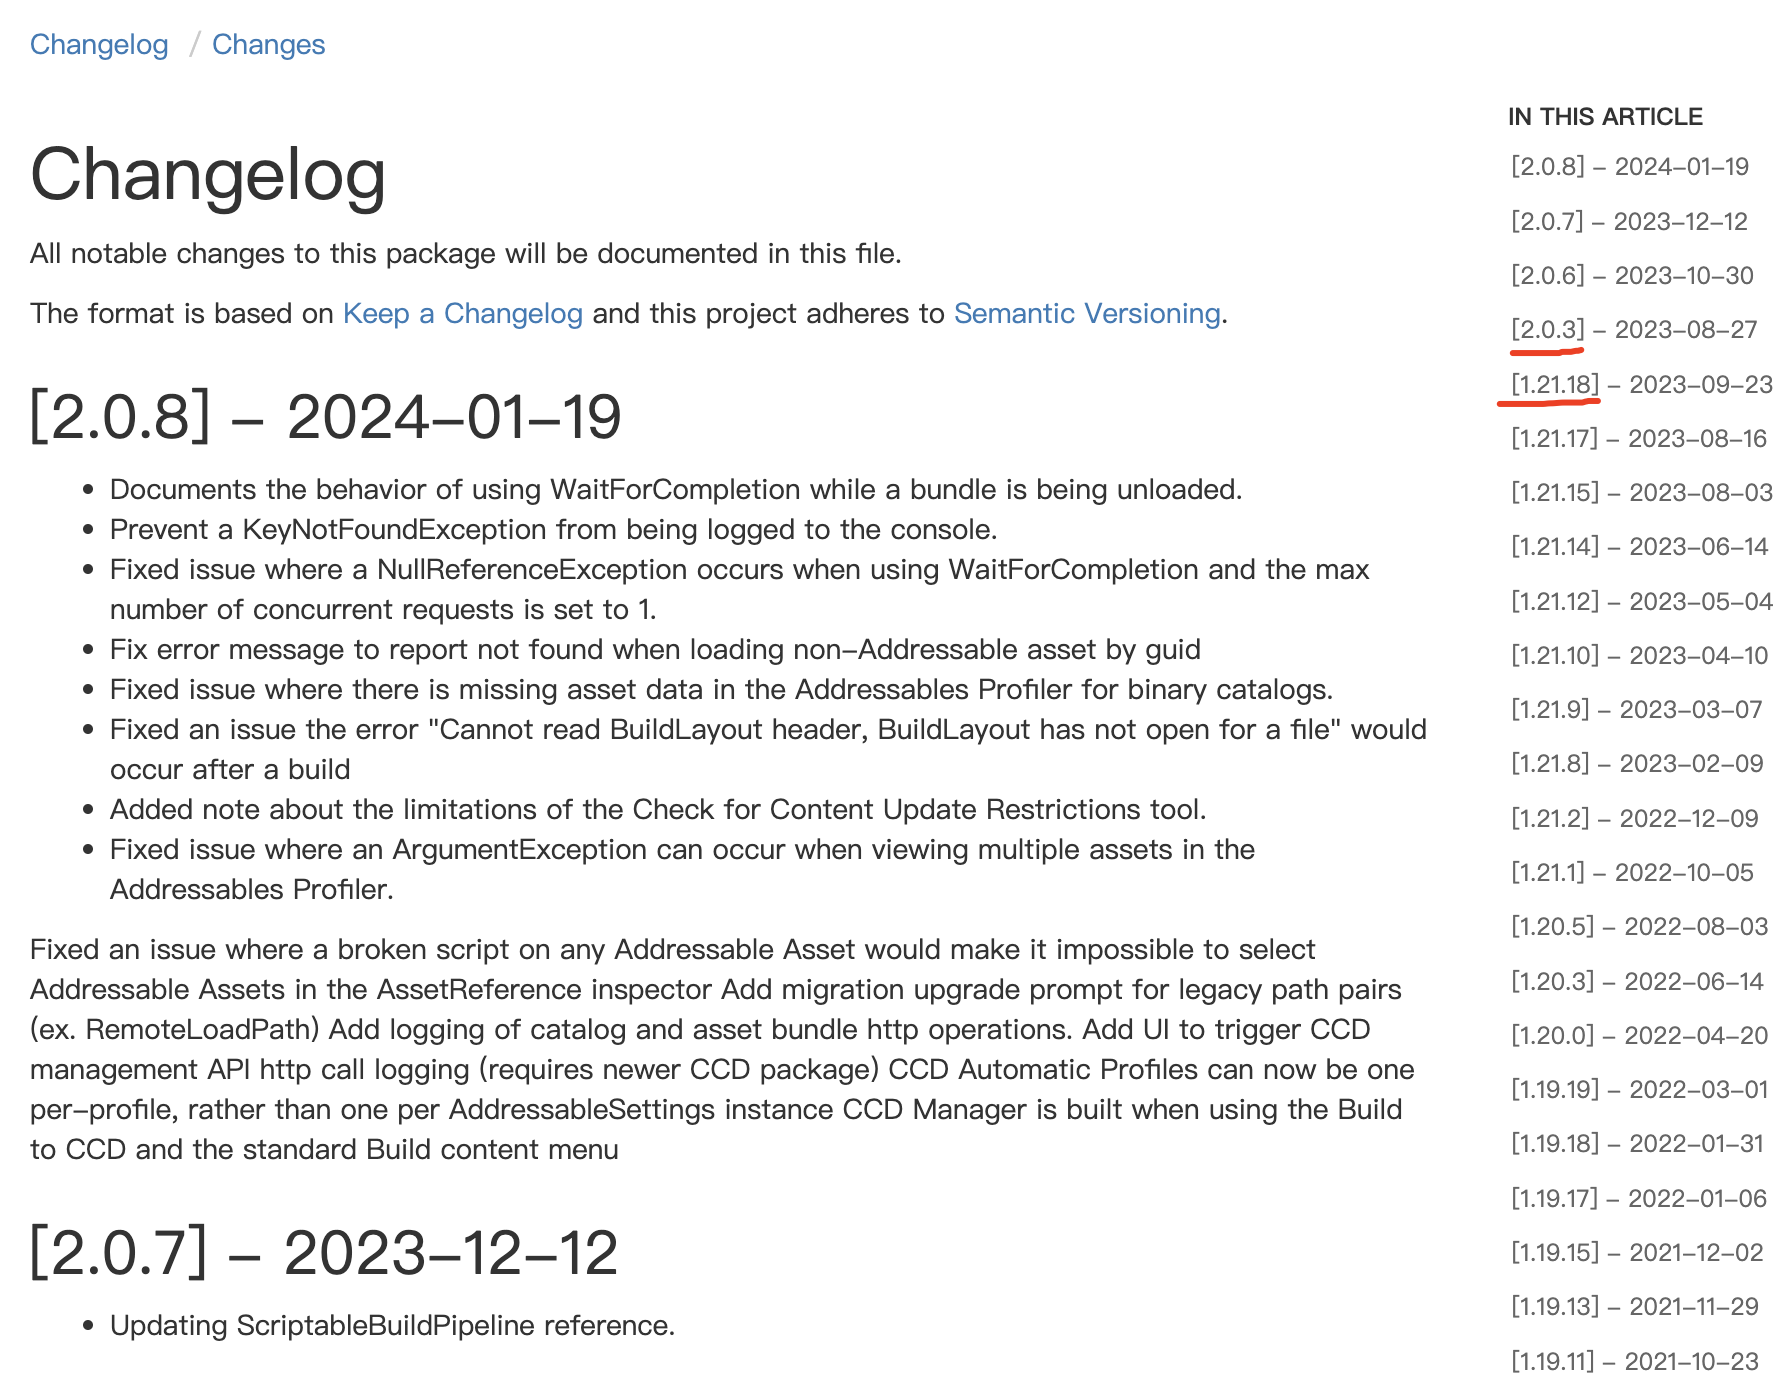 Changelog / Changes
Changelog
All notable changes to this package will be documented in this file.
The format is based on Keep a Changelog and this project adheres to Semantic Versioning.
[2.0.8] – 2024–01–19
• Documents the behavior of using WaitForCompletion while a bundle is being unloaded.
• Prevent a KeyNotFoundException from being logged to the console.
• Fixed issue where a NullReferenceException occurs when using WaitForCompletion and the max
number of concurrent requests is set to 1.
• Fix error message to report not found when loading non–Addressable asset by guid
• Fixed issue where there is missing asset data in the Addressables Profiler for binary catalogs.
• Fixed an issue the error "Cannot read BuildLayout header, BuildLayout has not open for a file" would
occur after a build
• Added note about the limitations of the Check for Content Update Restrictions tool.
• Fixed issue where an ArgumentException can occur when viewing multiple assets in the
Addressables Profiler.
Fixed an issue where a broken script on any Addressable Asset would make it impossible to select
Addressable Assets in the AssetReference inspector Add migration upgrade prompt for legacy path pairs
(ex. RemoteLoadPath) Add logging of catalog and asset bundle http operations. Add UI to trigger CCD
management API http call logging (requires newer CCD package) CCD Automatic Profiles can now be one
per–profile, rather than one per AddressableSettings instance CCD Manager is built when using the Build
to CCD and the standard Build content menu
[2.0.7] – 2023–12–12
• Updating ScriptableBuildPipeline reference.
IN THIS ARTICLE
[2.0.8] – 2024–01–19
[2.0.7] – 2023–12–12
[2.0.6] – 2023–10–30
[2.0.3] – 2023–08–27
[1.21.18] – 2023–09–23
[1.21.17] – 2023–08–16
[1.21.15] – 2023–08–03
[1.21.14] – 2023–06–14
[1.21.12] – 2023–05–04
[1.21.10] – 2023–04–10
[1.21.9] – 2023–03–07
[1.21.8] – 2023–02–09
[1.21.2] – 2022–12–09
[1.21.1] – 2022–10–05
[1.20.5] – 2022–08–03
[1.20.3] – 2022–06–14
[1.20.0] – 2022–04–20
[1.19.19] – 2022–03–01
[1.19.18] – 2022–01–31
[1.19.17] – 2022–01–06
[1.19.15] – 2021–12–02
[1.19.13] – 2021–11–29
[1.19.11] – 2021–10–23